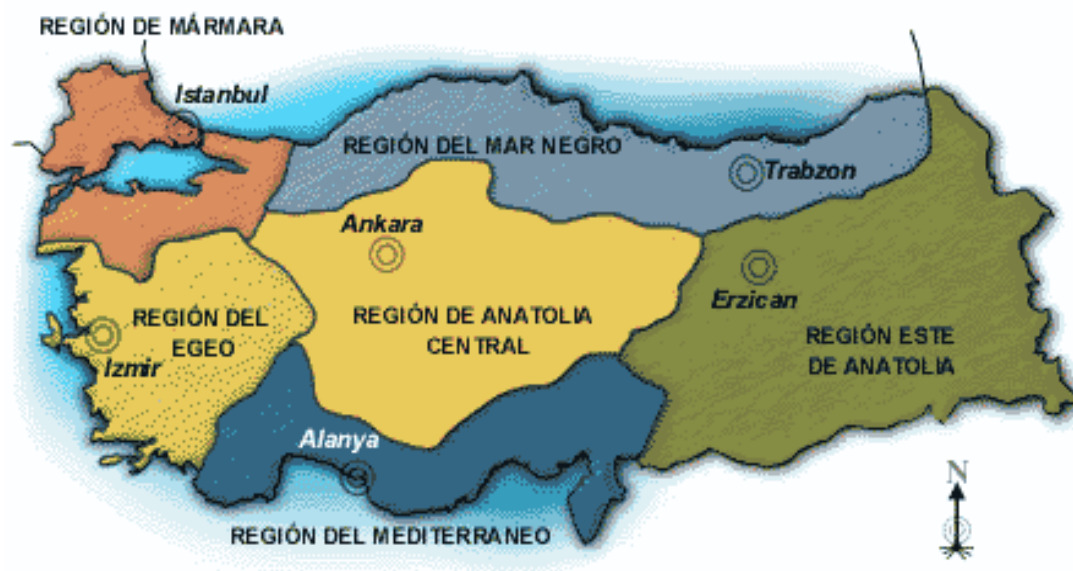 REGIÓN DE MÁRMARA
Istanbul
REGIÓN DEL MAR NEGRO
Trabzon
Ankara
Erzican
REGIÓN DEL
EGEO
Izmir
REGIÓN DE ANATOLIA
CENTRAL
REGIÓN ESTE
DE ANATOLIA
Alanya
REGIÓN DEL MEDITERRANEO
N